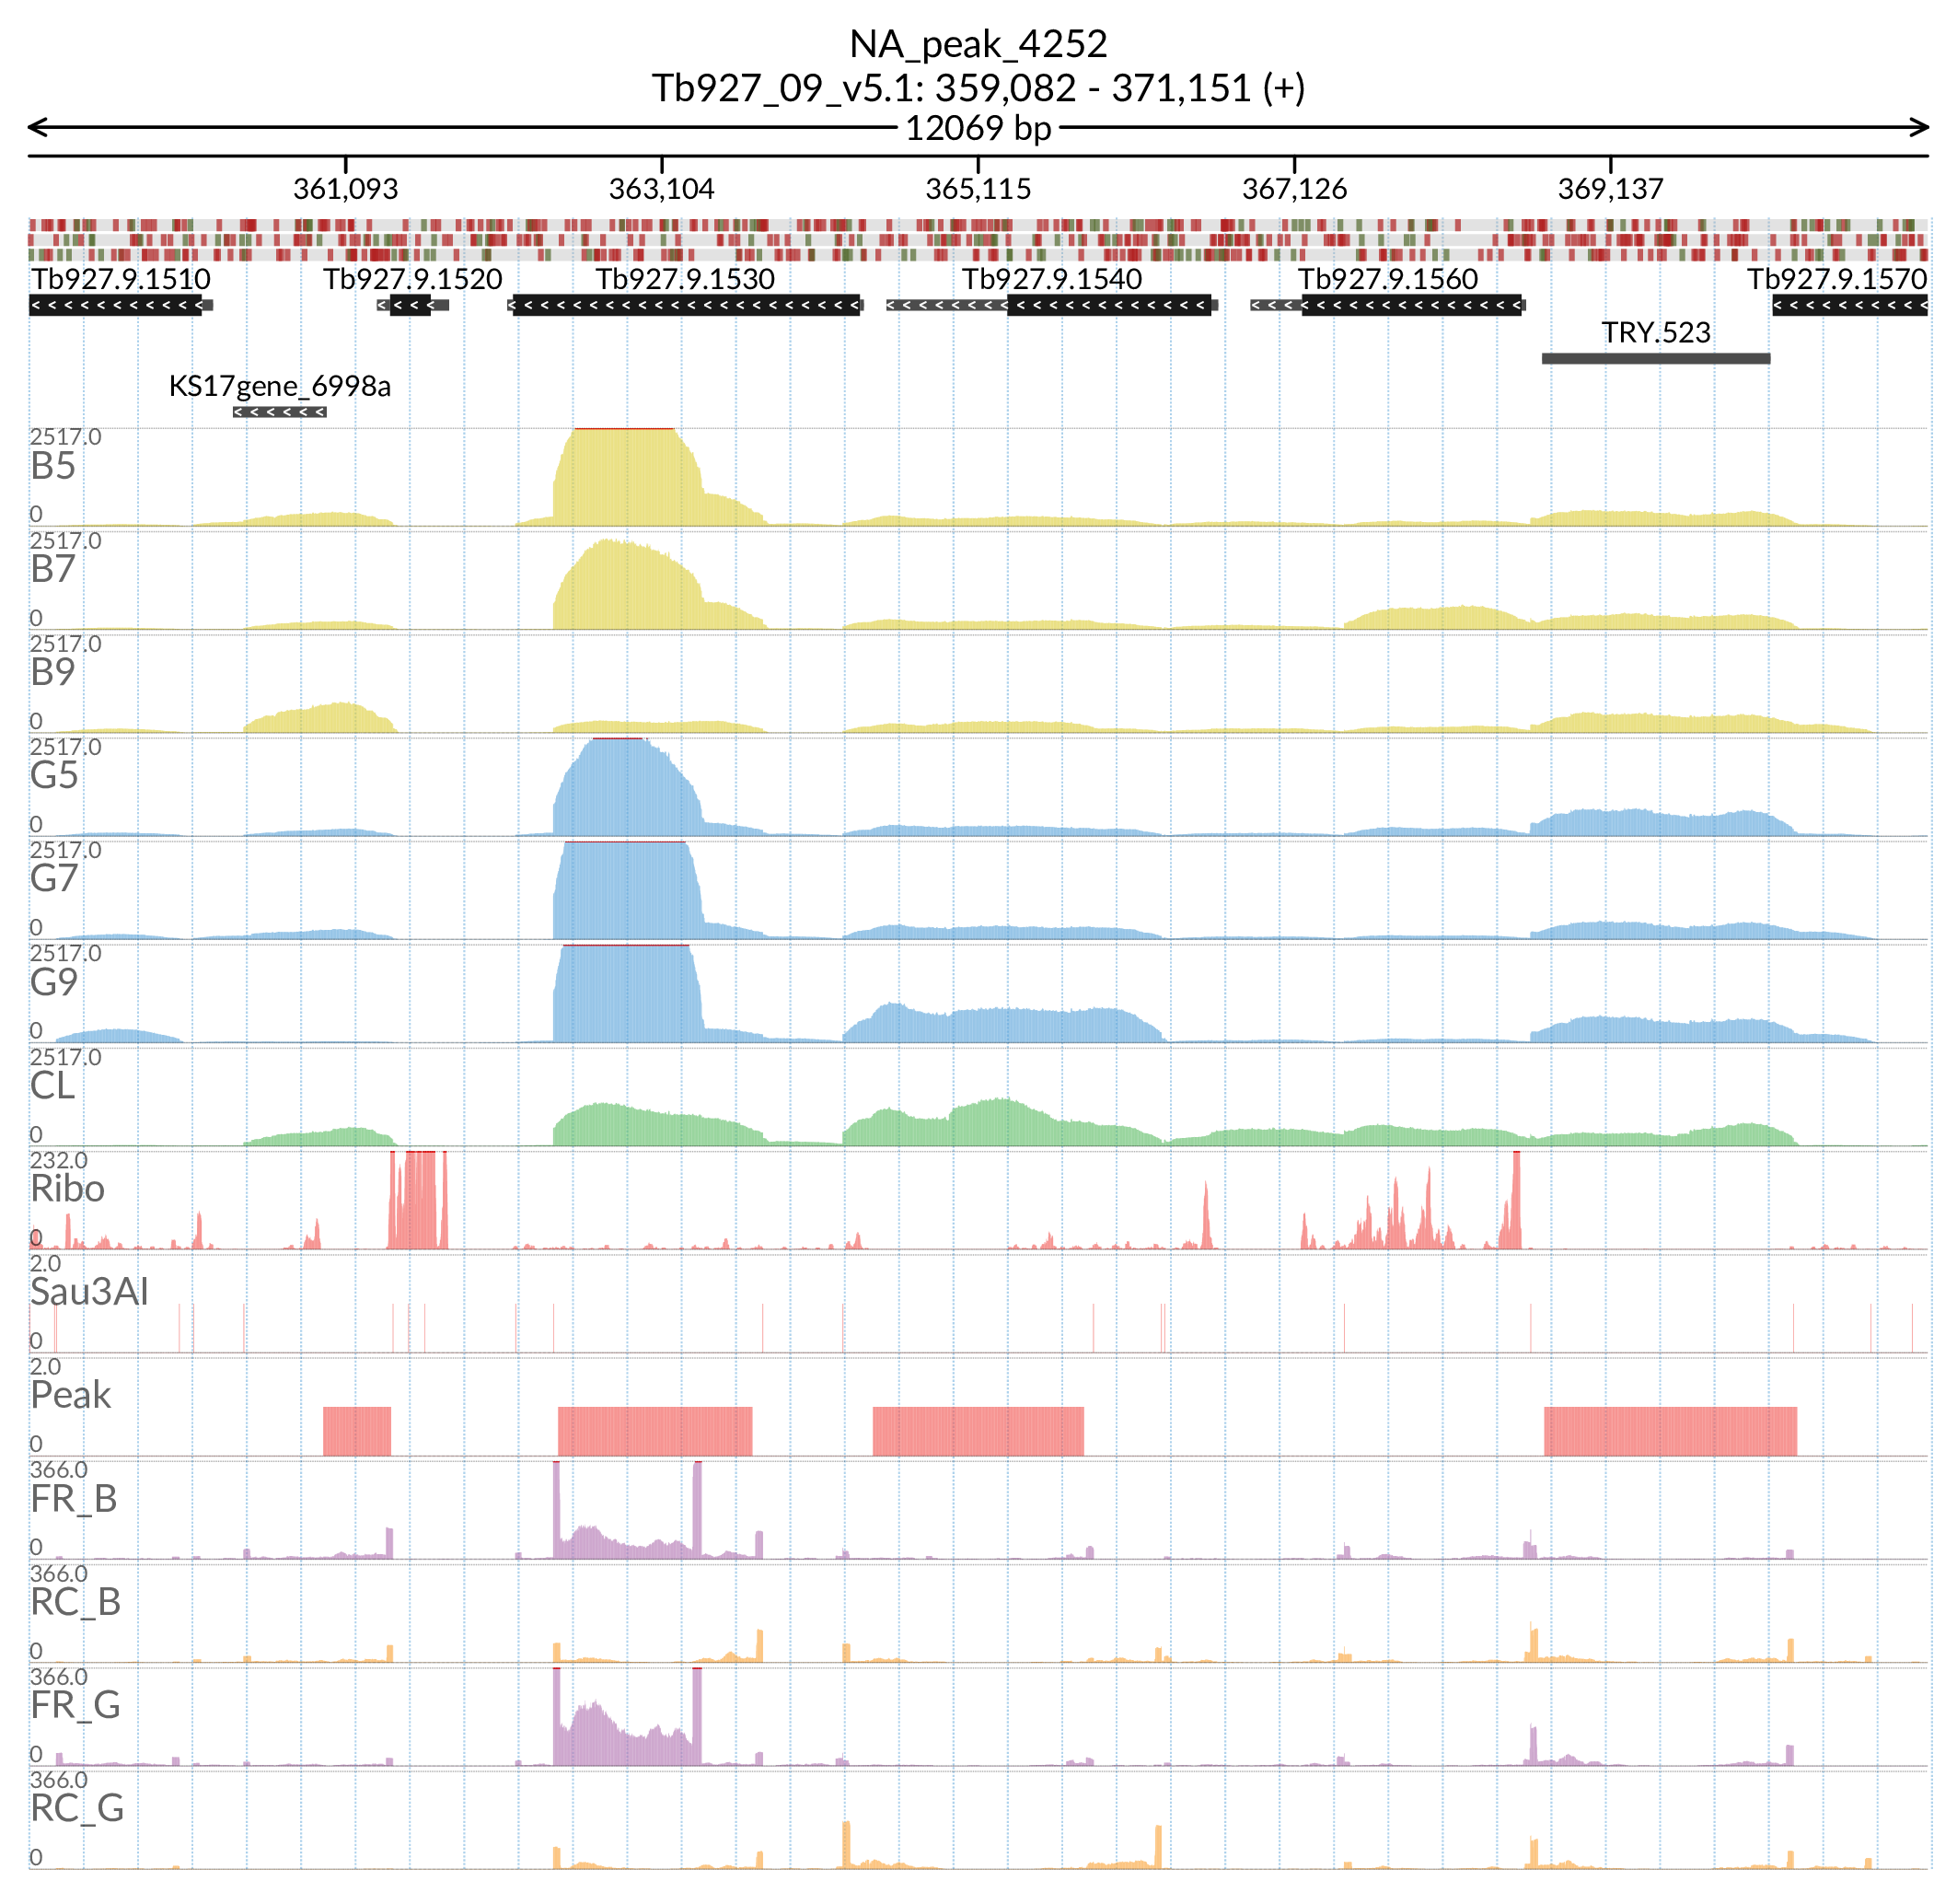 NA_peak_4252
Tb927_09_v5.1: 359,082 - 371,151 (+)
12069 bp
361,093 363,104 365,115 367,126 369,137
Tb927.9.1510 Tb927.9.1520 Tb927.9.1530 Tb927.9.1540 Tb927.9.1560 Tb927.9.1570
TRY.523
KS17gene_6998a
2517.0
B5
0
2517.0
B7
0
2517.0
B9
0
2517.0
G5
0
2517.0
G7
0
2517.0
G9
0
2517.0
CL
0
232.0
Ribo
0
2.0
Sau3AI
0
2.0
Peak
0
366.0
FR_B
0
366.0
RC_B
0
366.0
FR_G
0
366.0
RC_G
0